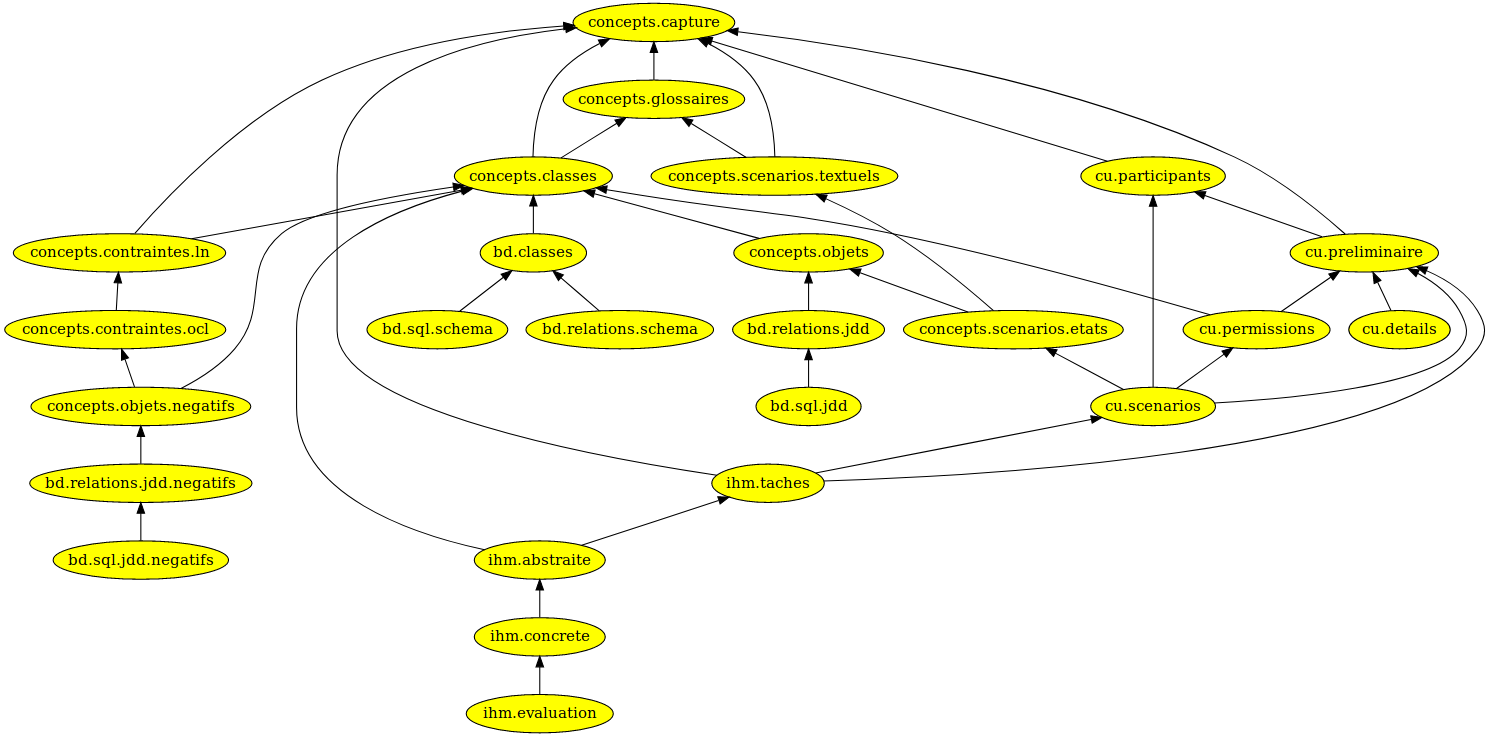 concepts.capture
concepts.glossaires
concepts.classes
concepts.scenarios.textuels
cu.participants
concepts.contraintes.ln
bd.classes
concepts.objets
cu.preliminaire
concepts.contraintes.ocl
bd.sql.schema
bd.relations.schema
bd.relations.jdd
concepts.scenarios.etats
cu.permissions
cu.details
concepts.objets.negatifs
bd.sql.jdd
cu.scenarios
bd.relations.jdd.negatifs
ihm.taches
bd.sql.jdd.negatifs
ihm.abstraite
ihm.concrete
ihm.evaluation